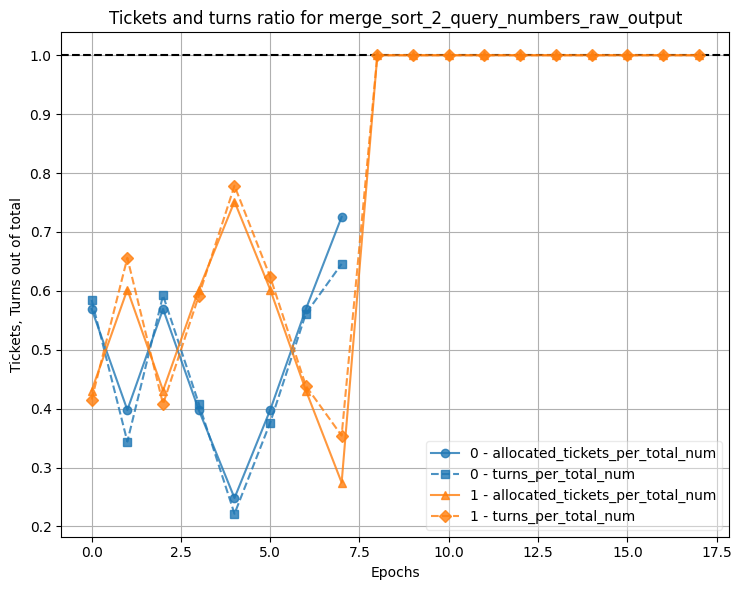 Tickets and turns ratio for merge_sort_2_query_numbers_raw_output
Tickets, Turns out of total
1.0
0.9
0.8
0.7
0.6
0.5
0.4
0.3
0.2
0 - allocated_tickets_per_total_num
0 - turns_per_total_num
1 - allocated_tickets_per_total_num
1 - turns_per_total_num
0.0 2.5 5.0 7.5 10.0 12.5 15.0 17.5
Epochs